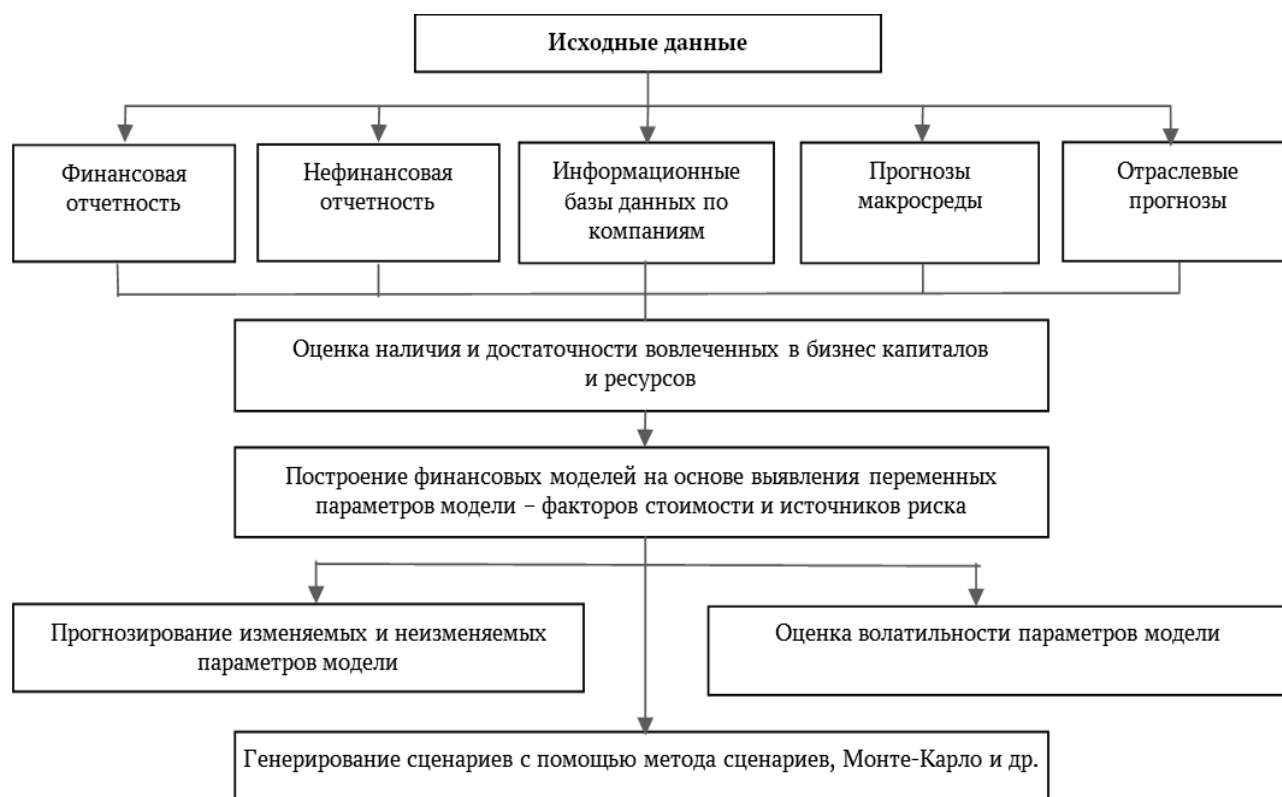 Исходные данные
Финансовая
отчетность
Нефинансовая
отчетность
Информационные
базы данных по
компаниям
Прогнозы
макросреды
Отраслевые
прогнозы
Оценка наличия и достаточности вовлеченных в бизнес капиталов
и ресурсов
Построение финансовых моделей на основе выявления переменных
параметров модели – факторов стоимости и источников риска
Прогнозирование изменяемых и неизменяемых
параметров модели
Оценка волатильности параметров модели
Генерирование сценариев с помощью метода сценариев, Монте-Карло и др.